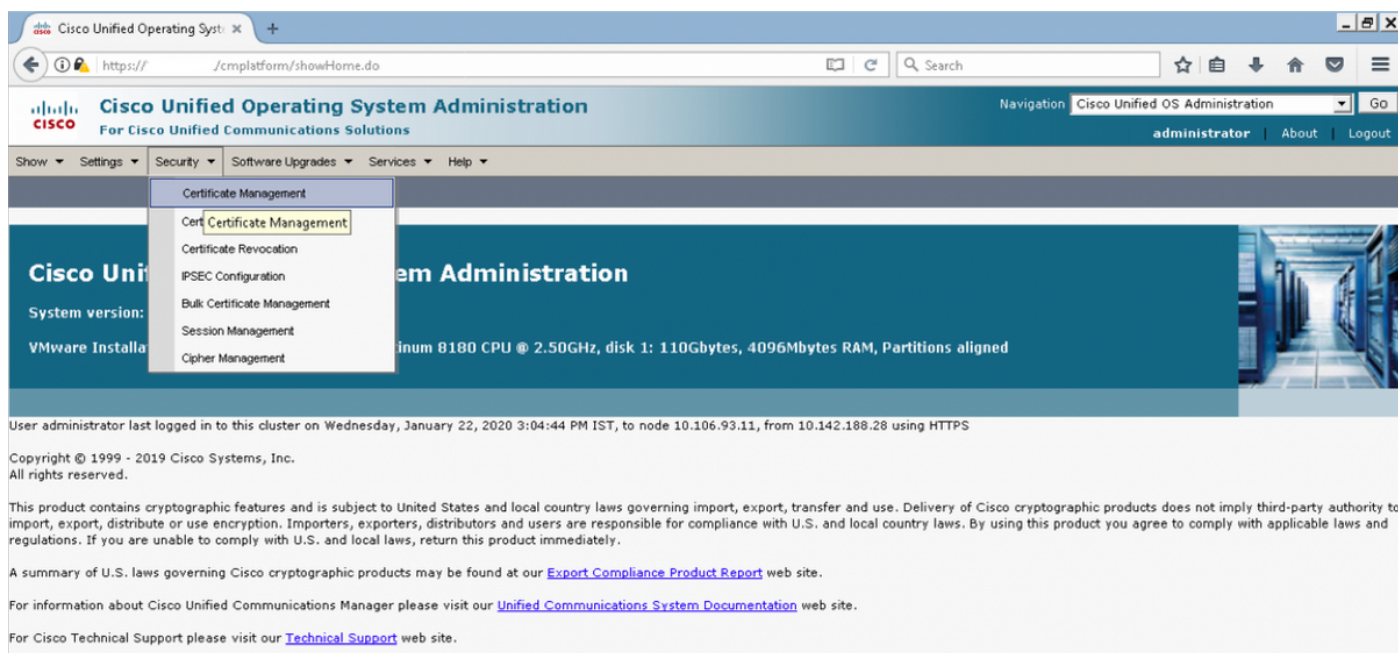 Cisco Unified Operating Syst
https:// /cmplatform/showHome.do
Search
CISCO
Cisco Unified Operating System Administration
For Cisco Unified Communications Solutions
Navigation Cisco Unified OS Administration Go
administrator | About | Logout
Show Settings Security Software Upgrades Services Help
Certificate Management
Cert
Certificate Management
Certificate Revocation
IPSEC Configuration
Bulk Certificate Management
Session Management
Cipher Management
Cisco Unif em Administration
System version:
VMware Installa inum 8180 CPU @ 2.50GHz, disk 1: 110Gbytes, 4096Mbytes RAM, Partitions aligned
User administrator last logged in to this cluster on Wednesday, January 22, 2020 3:04:44 PM IST, to node 10.106.93.11, from 10.142.188.28 using HTTPS
Copyright © 1999 - 2019 Cisco Systems, Inc.
All rights reserved.
This product contains cryptographic features and is subject to United States and local country laws governing import, export, transfer and use. Delivery of Cisco cryptographic products does not imply third-party authority to
import, export, distribute or use encryption. Importers, exporters, distributors and users are responsible for compliance with U.S. and local country laws. By using this product you agree to comply with applicable laws and
regulations. If you are unable to comply with U.S. and local laws, return this product immediately.
A summary of U.S. laws governing Cisco cryptographic products may be found at our Export Compliance Product Report web site.
For information about Cisco Unified Communications Manager please visit our Unified Communications System Documentation web site.
For Cisco Technical Support please visit our Technical Support web site.